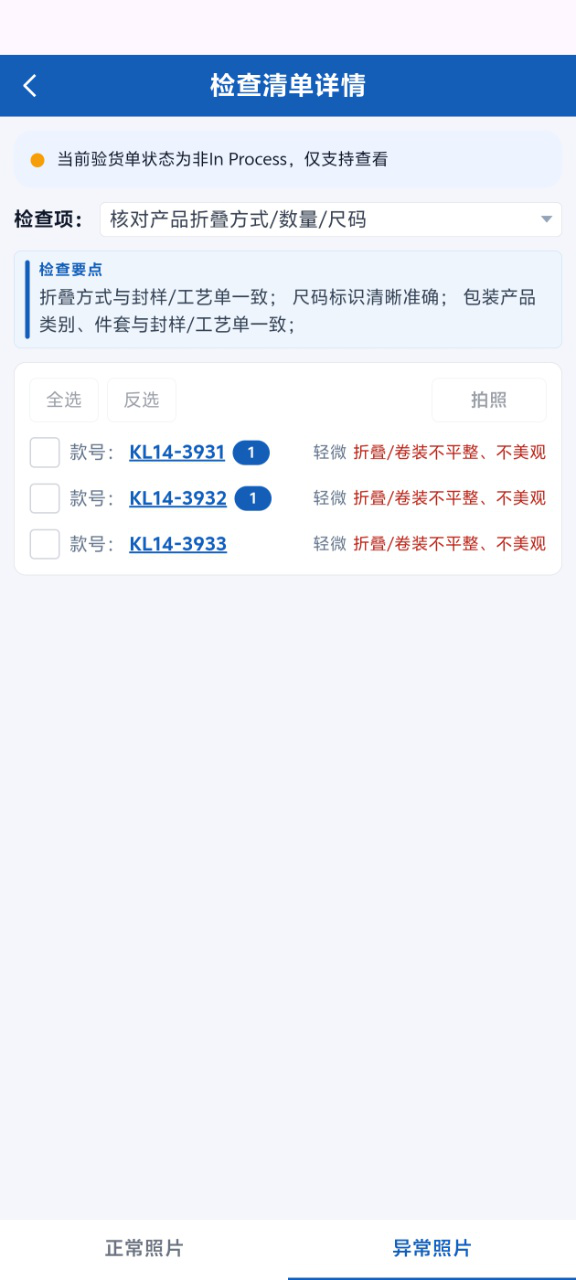 检查清单详情
当前验货单状态为非In Process，仅支持查看
检查项： 核对产品折叠方式/数量/尺码
检查要点
折叠方式与封样/工艺单一致； 尺码标识清晰准确； 包装产品
类别、件套与封样/工艺单一致；
全选 反选 拍照
款号： KL14-3931 1 轻微 折叠/卷装不平整、不美观
款号： KL14-3932 1 轻微 折叠/卷装不平整、不美观
款号： KL14-3933 轻微 折叠/卷装不平整、不美观
正常照片 异常照片